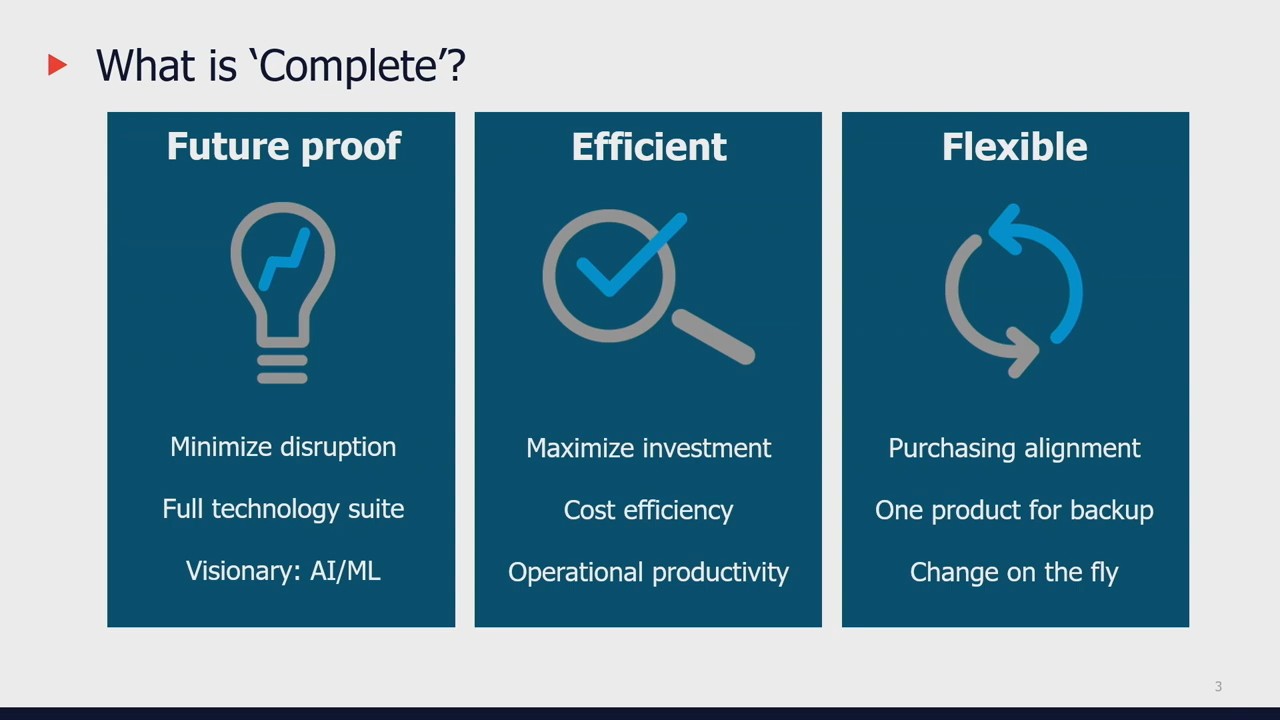 What is ‘Complete’?
Future proof
Minimize disruption
Full technology suite
Visionary: AI/ML
Efficient
Maximize investment
Cost efficiency
Operational productivity
Flexible
Purchasing alignment
One product for backup
Change on the fly
3